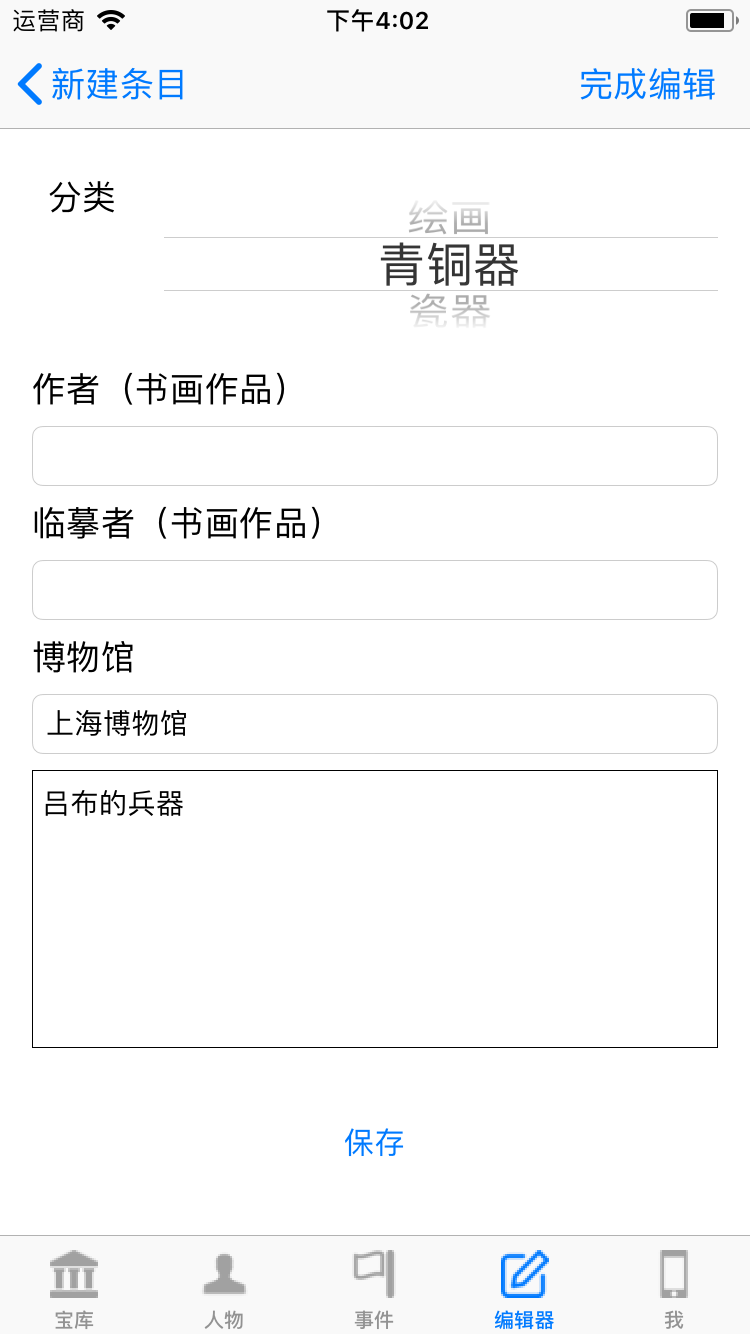 运营商
下午4:02
新建条目
完成编辑
分类
绘画
青铜器
瓷器
作者（书画作品）
临摹者（书画作品）
博物馆
上海博物馆
吕布的兵器
保存
宝库
人物
事件
编辑器
我